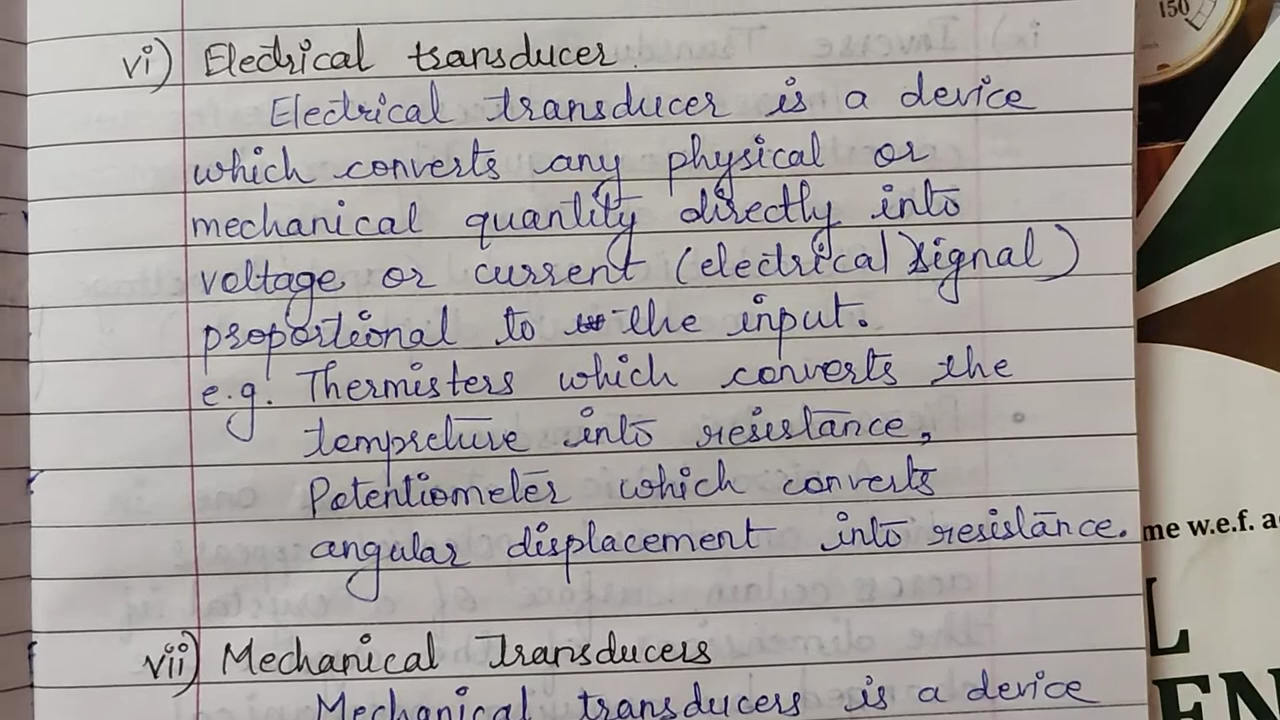 vi) Electrical transducer.
Electrical transducer is a device
which converts any physical or
mechanical quantity directly into
voltage or current (electrical signal)
proportional to the input.
e.g. Thermisters which converts the
tempreture into resistance,
Potentiometer which converts
angular displacement into resistance.
vii) Mechanical Transducers
Mechanical transducers is a device
150
me w.e.f. a
L
EN